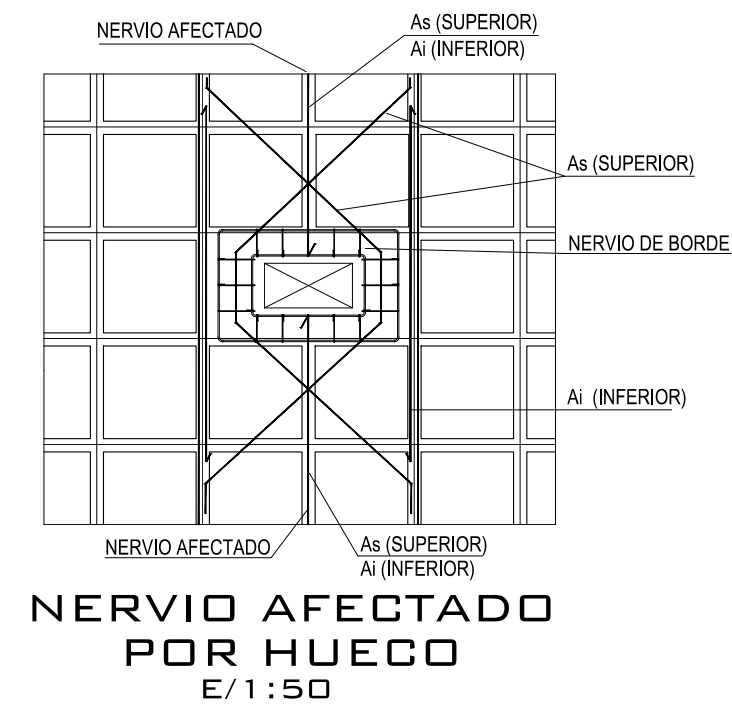 NERVIO AFECTADO
As (SUPERIOR)
Ai (INFERIOR)
As (SUPERIOR)
NERVIO DE BORDE
Ai (INFERIOR)
NERVIO AFECTADO
As (SUPERIOR)
Ai (INFERIOR)
NERVIO AFECTADO
POR HUECO
E/1:50